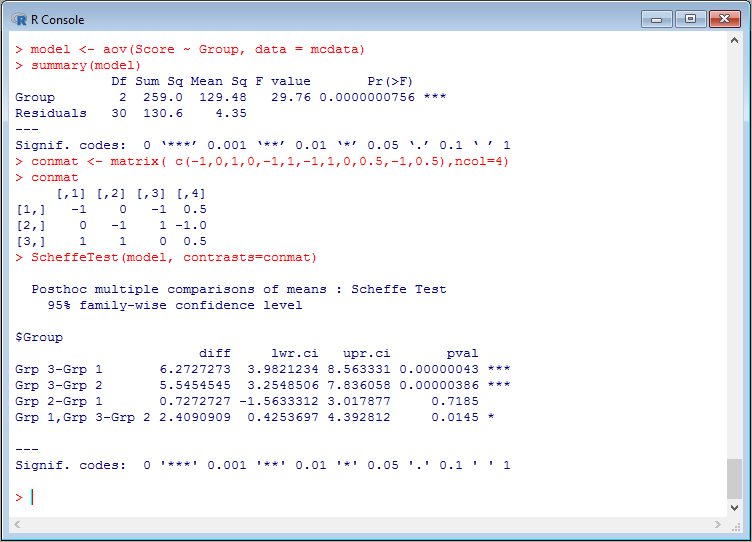 R Console
> model <- aov(Score ~ Group, data = mcdata)
> summary(model)
            Df Sum Sq Mean Sq F value       Pr(>F)
Group        2  259.0  129.48   29.76 0.0000000756 ***
Residuals   30  130.6    4.35
---
Signif. codes:  0 ‘***’ 0.001 ‘**’ 0.01 ‘*’ 0.05 ‘.’ 0.1 ‘ ’ 1
> conmat <- matrix( c(-1,0,1,0,-1,1,-1,1,0,0.5,-1,0.5),ncol=4)
> conmat
     [,1] [,2] [,3] [,4]
[1,]   -1    0   -1  0.5
[2,]    0   -1    1 -1.0
[3,]    1    1    0  0.5
> ScheffeTest(model, contrasts=conmat)
  Posthoc multiple comparisons of means : Scheffe Test
    95% family-wise confidence level
$Group
                       diff     lwr.ci   upr.ci       pval
Grp 3-Grp 1       6.2727273  3.9821234 8.563331 0.00000043 ***
Grp 3-Grp 2       5.5454545  3.2548506 7.836058 0.00000386 ***
Grp 2-Grp 1       0.7272727 -1.5633312 3.017877     0.7185
Grp 1,Grp 3-Grp 2 2.4090909  0.4253697 4.392812     0.0145 *
---
Signif. codes:  0 '***' 0.001 '**' 0.01 '*' 0.05 '.' 0.1 ' ' 1
>